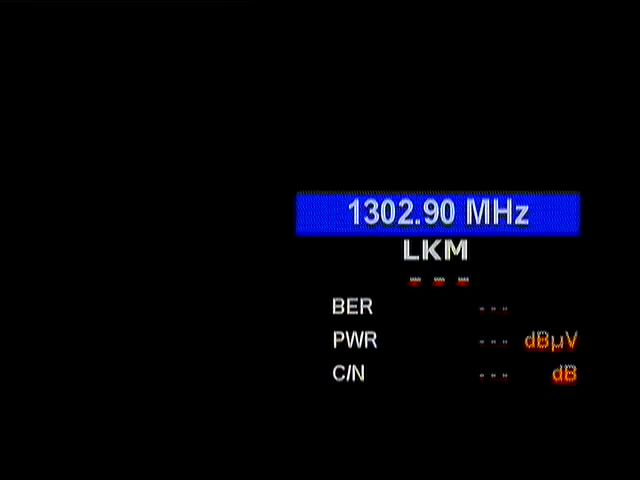 1302.90 MHz
LKM
- - -
BER - - -
PWR - - - dBµV
C/N - - - dB